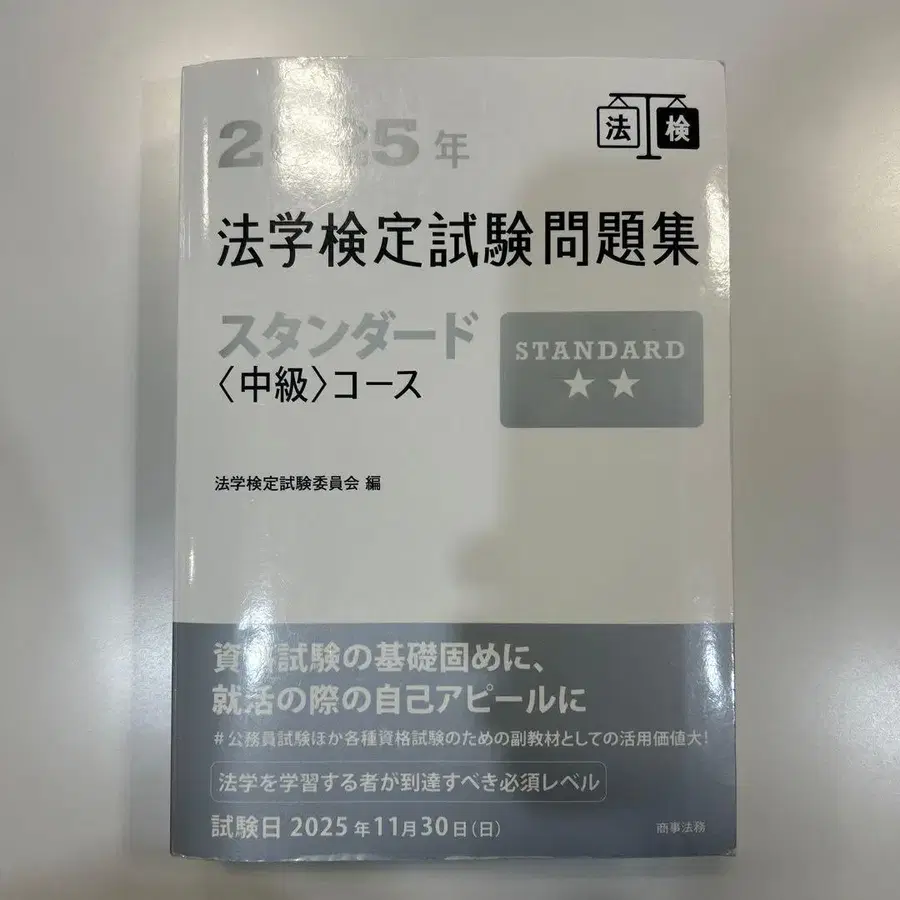 法 検
2025年
法学検定試験問題集
スタンダード
〈中級〉コース
STANDARD
★★
法学検定試験委員会 編
資格試験の基礎固めに、
就活の際の自己アピールに
#公務員試験ほか各種資格試験のための副教材としての活用価値大!
法学を学習する者が到達すべき必須レベル
試験日 2025年11月30日(日)
商事法務